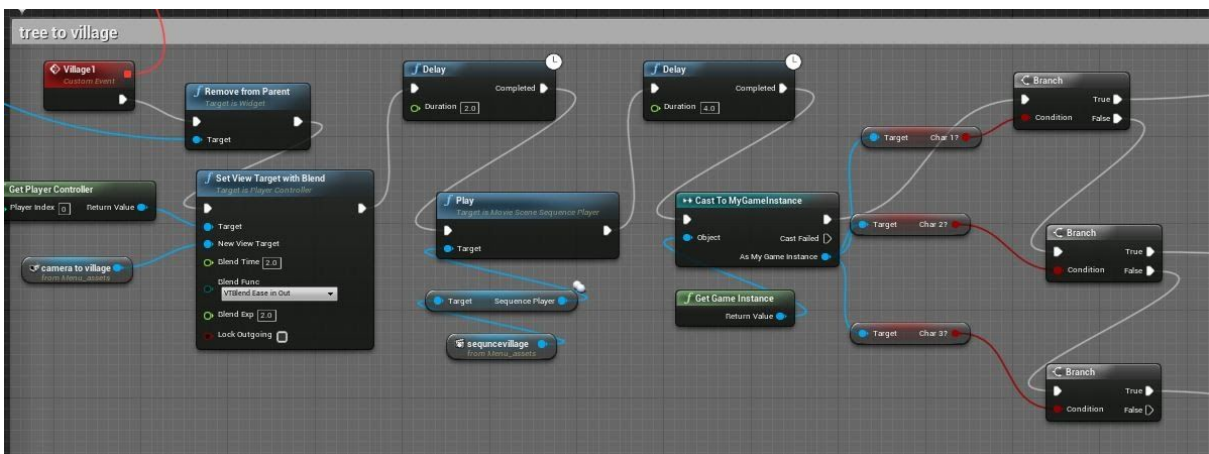 tree to village
Village1
Custom Event
Remove from Parent
Target is Widget
Target
Get Player Controller
Player Index 0 Return Value
camera to village
from Menu_assets
Set View Target with Blend
Target is Player Controller
Target
New View Target
Blend Time 2.0
Blend Func
VTBlend Ease in Out
Blend Exp 2.0
Lock Outgoing
Delay
Completed
Duration 2.0
Play
Target is Movie Scene Sequence Player
Target
Target Sequence Player
sequncevillage
from Menu_assets
Delay
Completed
Duration 4.0
Cast To MyGameInstance
Object Cast Failed
As My Game Instance
Get Game Instance
Return Value
Target Char 1?
Target Char 2?
Target Char 3?
Branch
True
Condition False
Branch
True
Condition False
Branch
True
Condition False